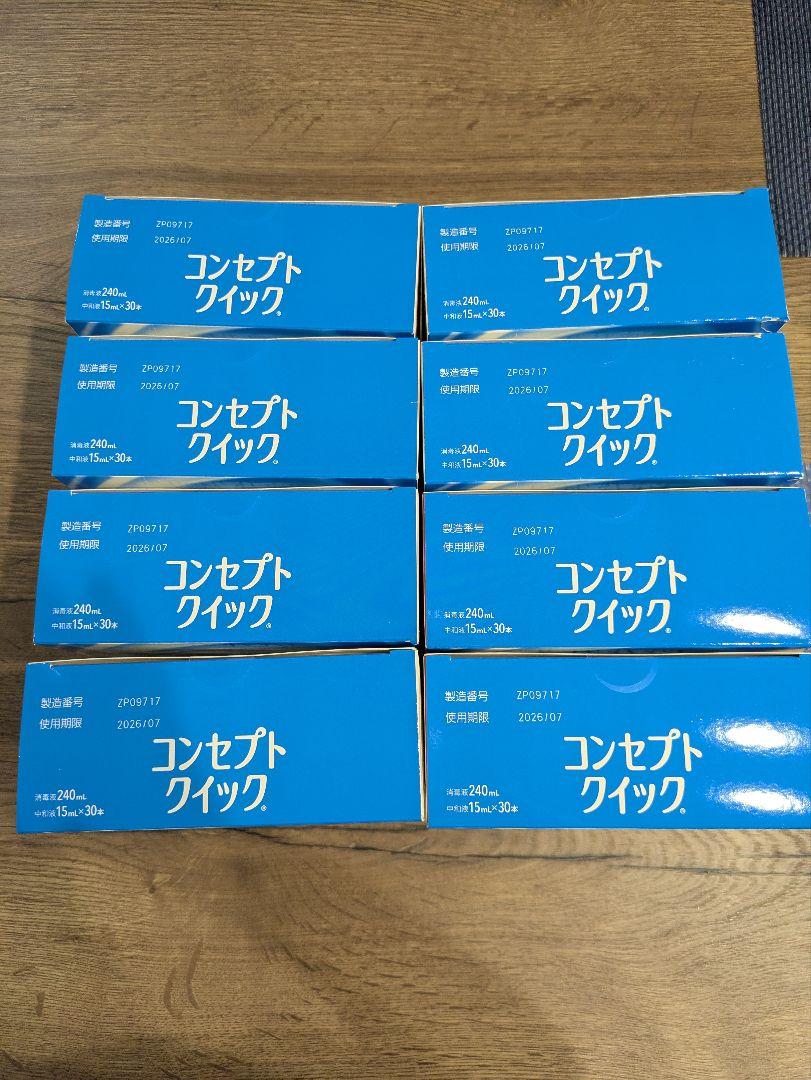 製造番号 ZP09717
使用期限 2026/07
コンセプト
クイック®
消毒液240mL
中和液15mL×30本
製造番号 ZP09717
使用期限 2026/07
コンセプト
クイック®
消毒液240mL
中和液15mL×30本
製造番号 ZP09717
使用期限 2026/07
コンセプト
クイック®
消毒液240mL
中和液15mL×30本
製造番号 ZP09717
使用期限 2026/07
コンセプト
クイック®
消毒液240mL
中和液15mL×30本
製造番号 ZP09717
使用期限 2026/07
コンセプト
クイック®
消毒液240mL
中和液15mL×30本
製造番号 ZP09717
使用期限 2026/07
コンセプト
クイック®
消毒液240mL
中和液15mL×30本
製造番号 ZP09717
使用期限 2026/07
コンセプト
クイック®
消毒液240mL
中和液15mL×30本
製造番号 ZP09717
使用期限 2026/07
コンセプト
クイック®
消毒液240mL
中和液15mL×30本